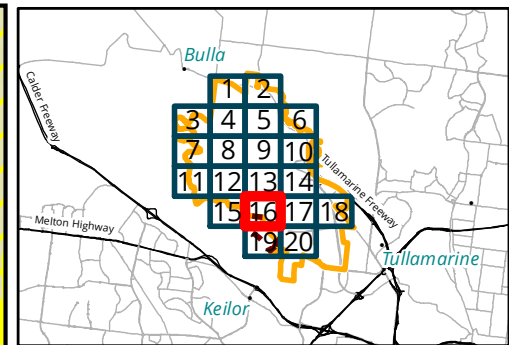 Bulla
1 2
3 4 5 6
7 8 9 10
11 12 13 14
15 16 17 18
19 20
Calder Freeway
Tullamarine Freeway
Melton Highway
Tullamarine
Keilor